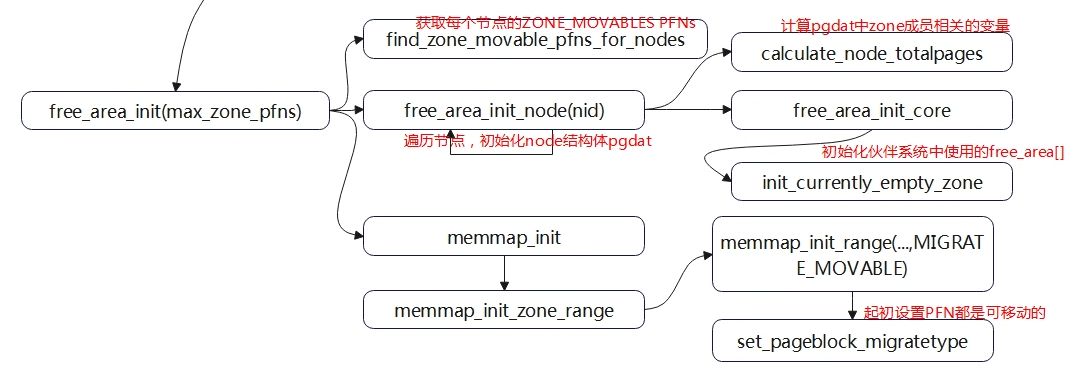 获取每个节点的ZONE_MOVABLES PFNs
find_zone_movable_pfns_for_nodes
计算pgdat中zone成员相关的变量
calculate_node_totalpages
free_area_init(max_zone_pfns)
free_area_init_node(nid)
free_area_init_core
遍历节点，初始化node结构体pgdat
初始化伙伴系统中使用的free_area[]
init_currently_empty_zone
memmap_init
memmap_init_range(...,MIGRAT
E_MOVABLE)
memmap_init_zone_range
起初设置PFN都是可移动的
set_pageblock_migratetype